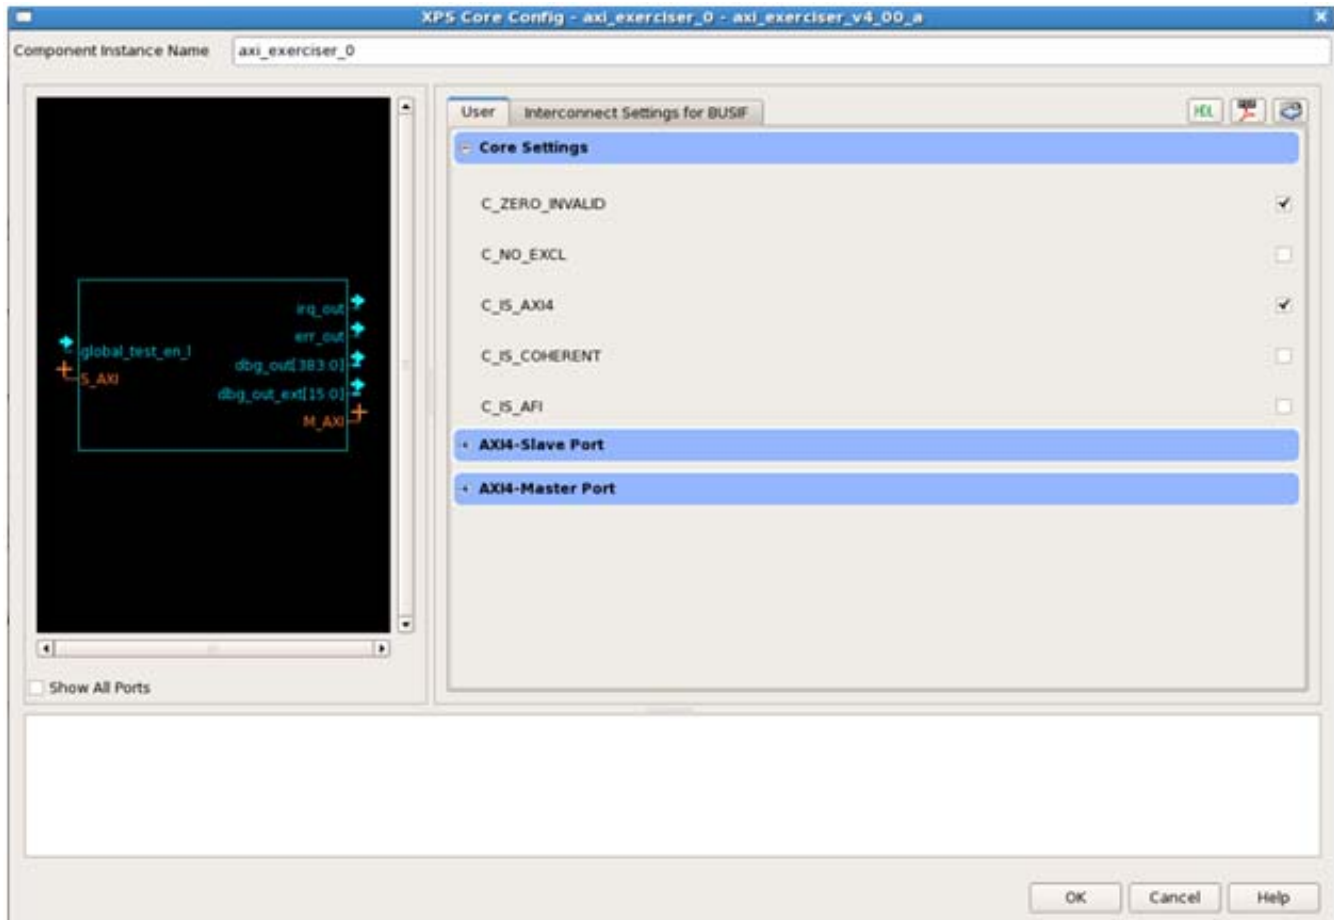 XPS Core Config - axi_exerciser_0 - axi_exerciser_v4_00_a
Component Instance Name axi_exerciser_0
User Interconnect Settings for BUSIF HDL
Core Settings
C_ZERO_INVALID
C_NO_EXCL
C_IS_AXI4
C_IS_COHERENT
C_IS_AFI
AXI4-Slave Port
AXI4-Master Port
irq_out
err_out
global_test_en_l
dbg_out[383:0]
S_AXI
dbg_out_ext[15:0]
M_AXI
Show All Ports
OK Cancel Help